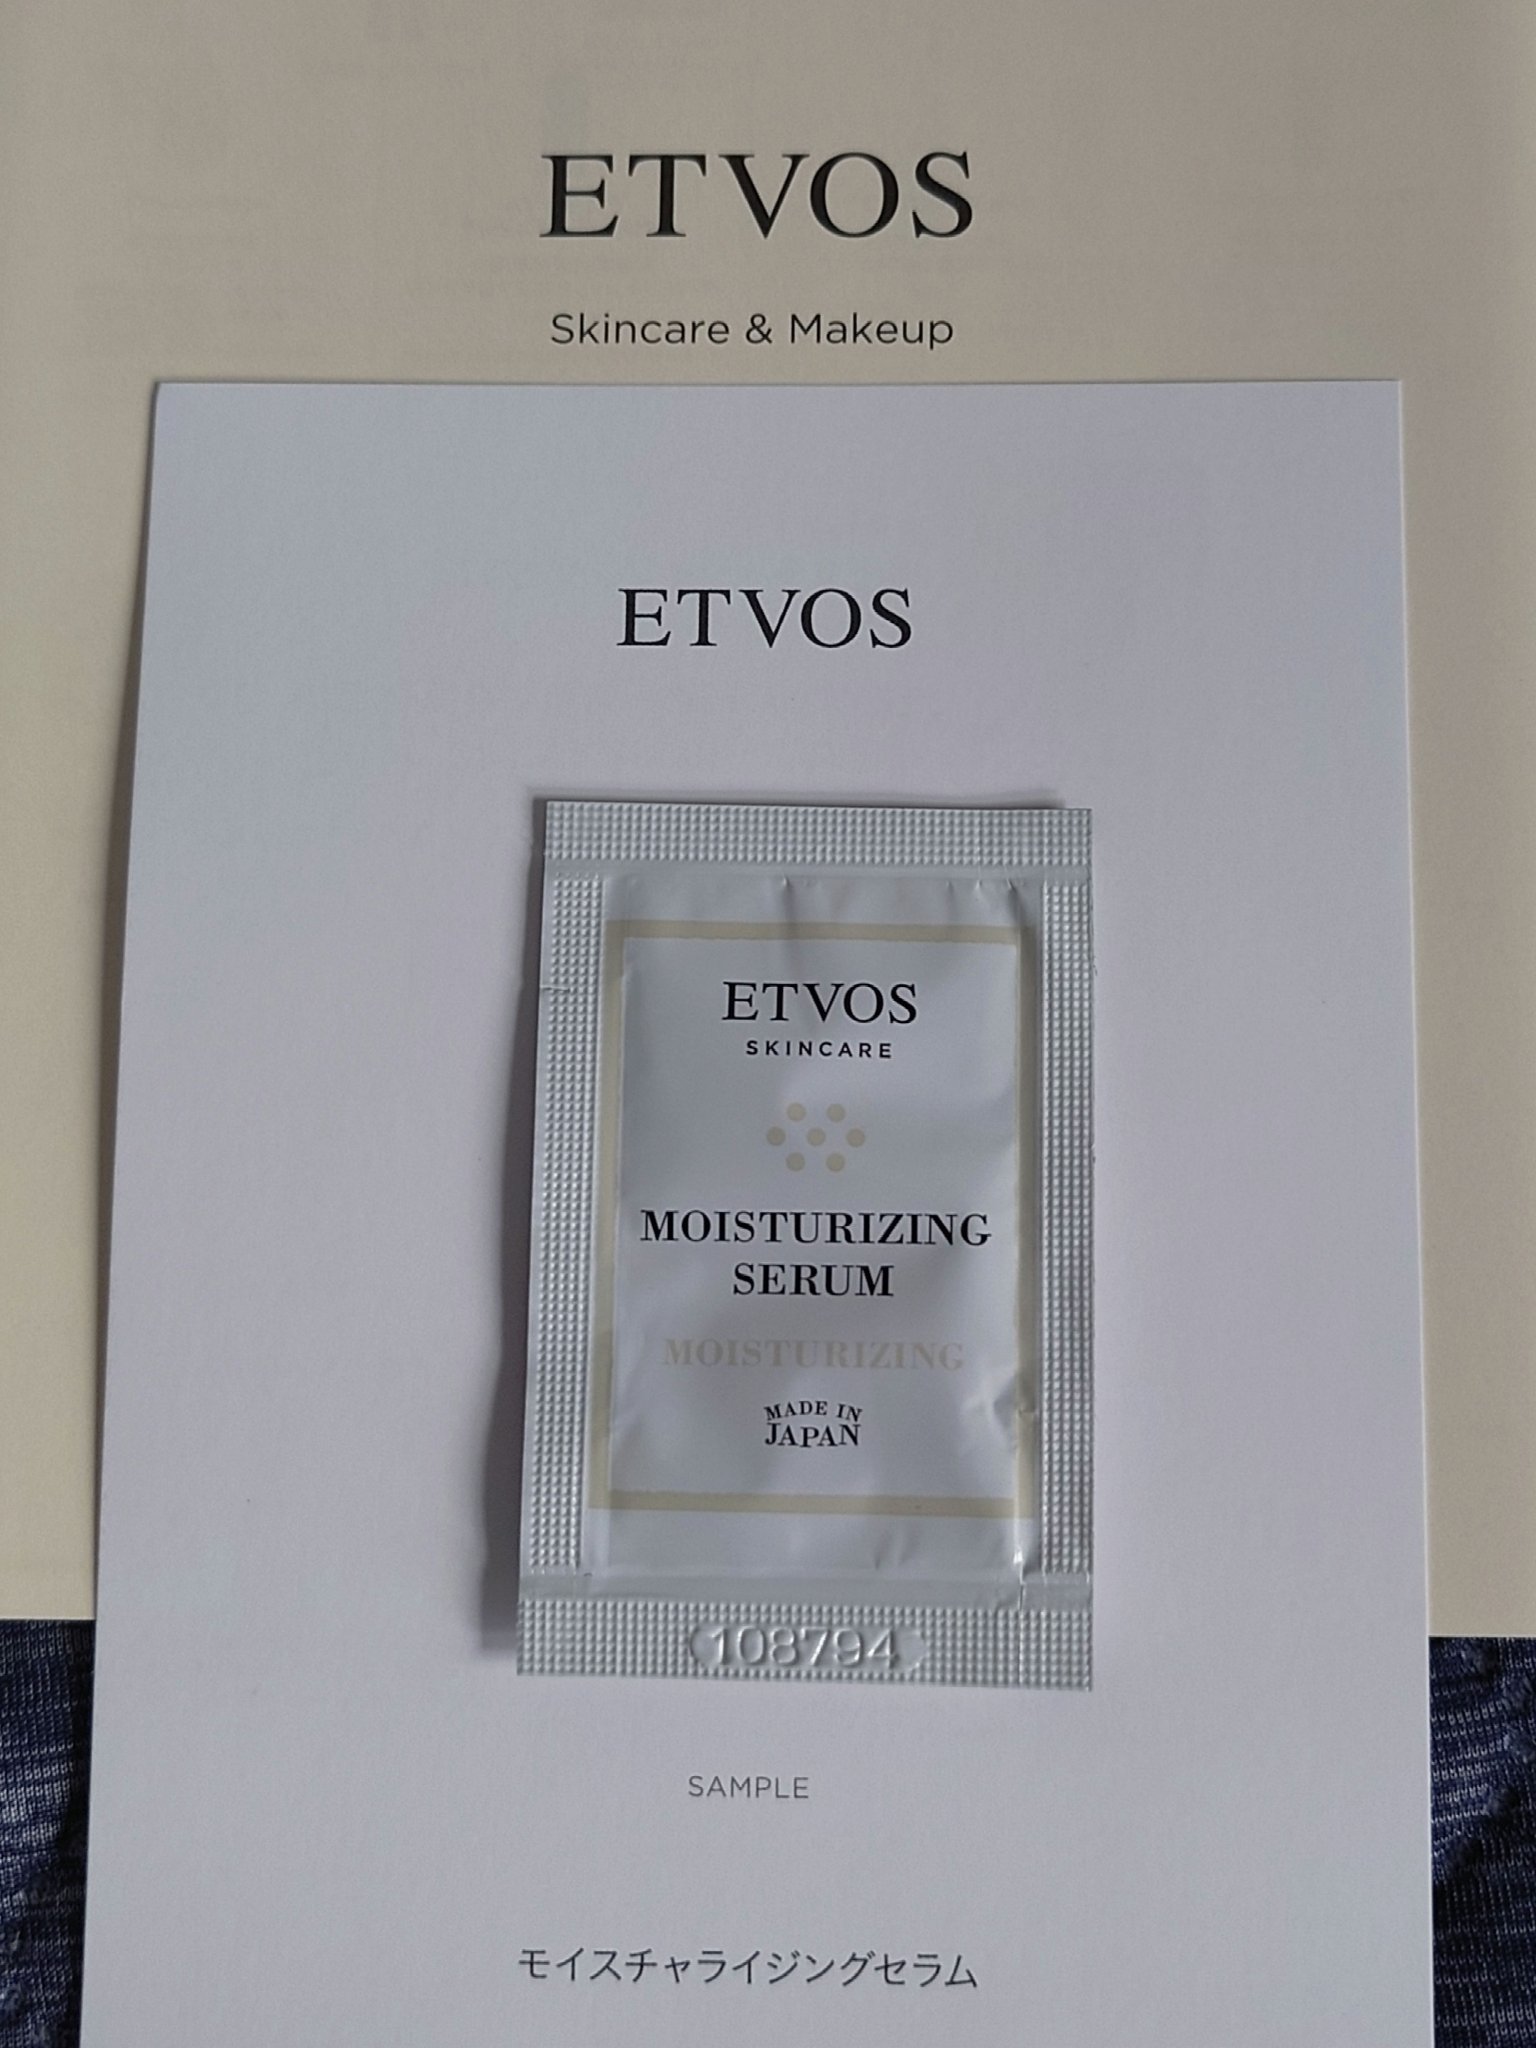 ETVOS
Skincare & Makeup
ETVOS
ETVOS
SKINCARE
MOISTURIZING
SERUM
MOISTURIZING
MADE IN
JAPAN
108794
SAMPLE
モイスチャライジングセラム